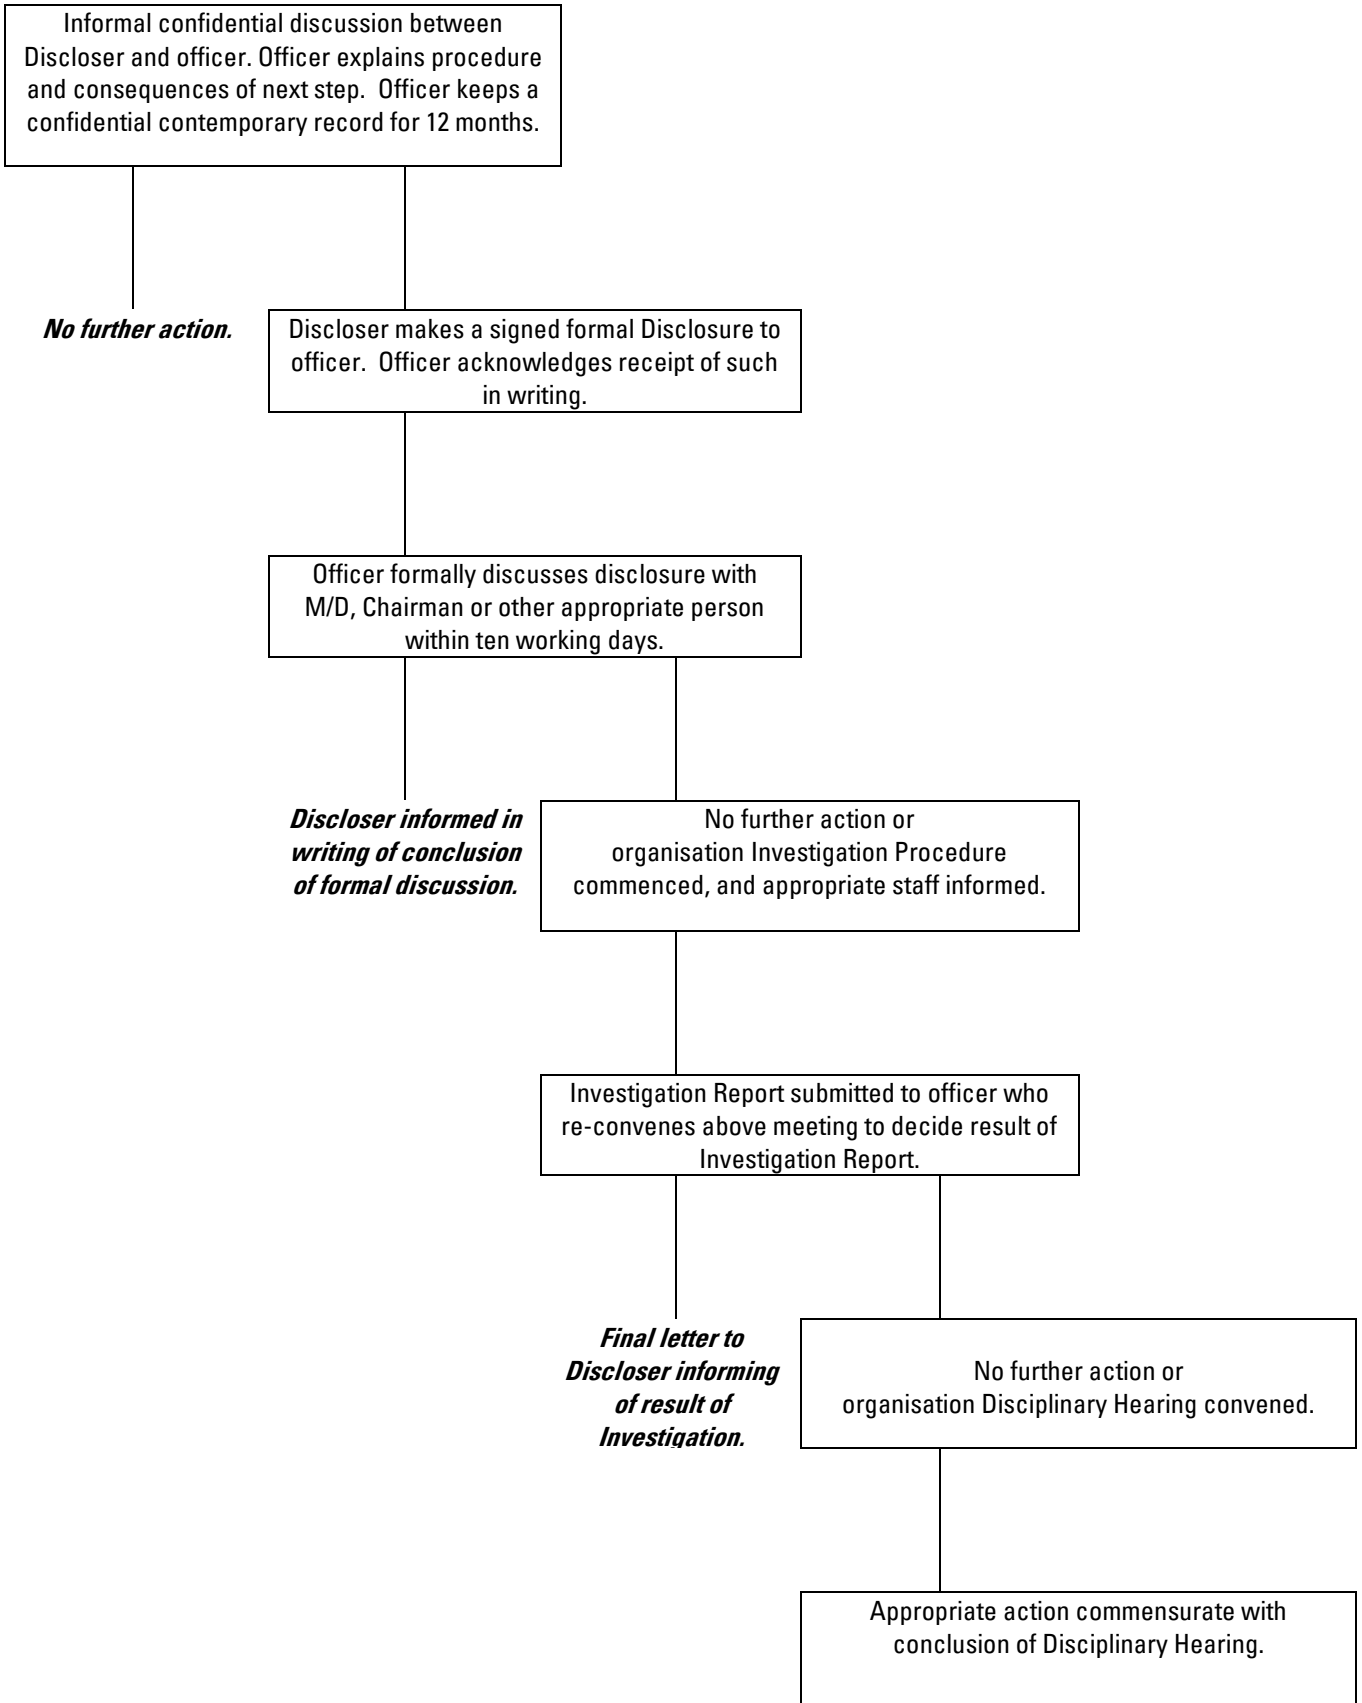 Informal confidential discussion between
Discloser and officer. Officer explains procedure
and consequences of next step.  Officer keeps a
confidential contemporary record for 12 months.
No further action.
Discloser makes a signed formal Disclosure to
officer.  Officer acknowledges receipt of such
in writing.
Officer formally discusses disclosure with
M/D, Chairman or other appropriate person
within ten working days.
Discloser informed in
writing of conclusion
of formal discussion.
No further action or
organisation Investigation Procedure
commenced, and appropriate staff informed.
Investigation Report submitted to officer who
re-convenes above meeting to decide result of
Investigation Report.
Final letter to
Discloser informing
of result of
Investigation.
No further action or
organisation Disciplinary Hearing convened.
Appropriate action commensurate with
conclusion of Disciplinary Hearing.